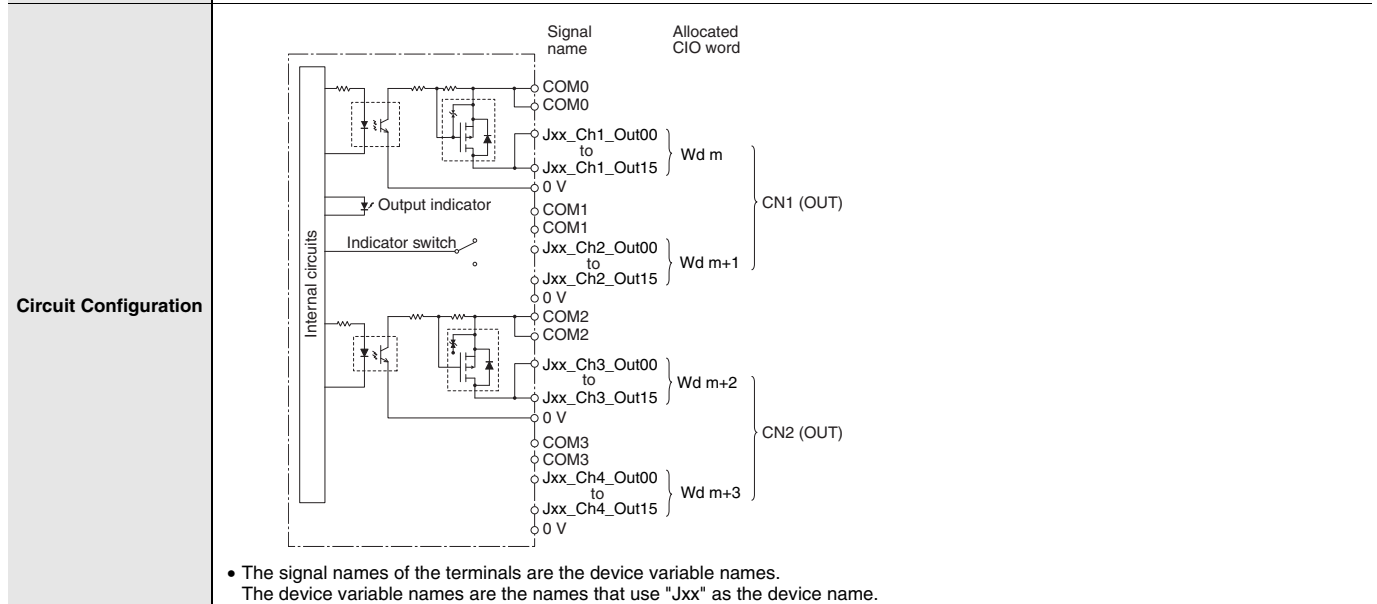 Circuit Configuration
Signal name
Allocated CIO word
COM0
COM0
Jxx_Ch1_Out00
to
Jxx_Ch1_Out15
Wd m
0 V
CN1 (OUT)
Output indicator
COM1
COM1
Indicator switch
Jxx_Ch2_Out00
to
Jxx_Ch2_Out15
Wd m+1
0 V
Internal circuits
COM2
COM2
Jxx_Ch3_Out00
to
Jxx_Ch3_Out15
Wd m+2
0 V
CN2 (OUT)
COM3
COM3
Jxx_Ch4_Out00
to
Jxx_Ch4_Out15
Wd m+3
0 V
• The signal names of the terminals are the device variable names.
The device variable names are the names that use "Jxx" as the device name.